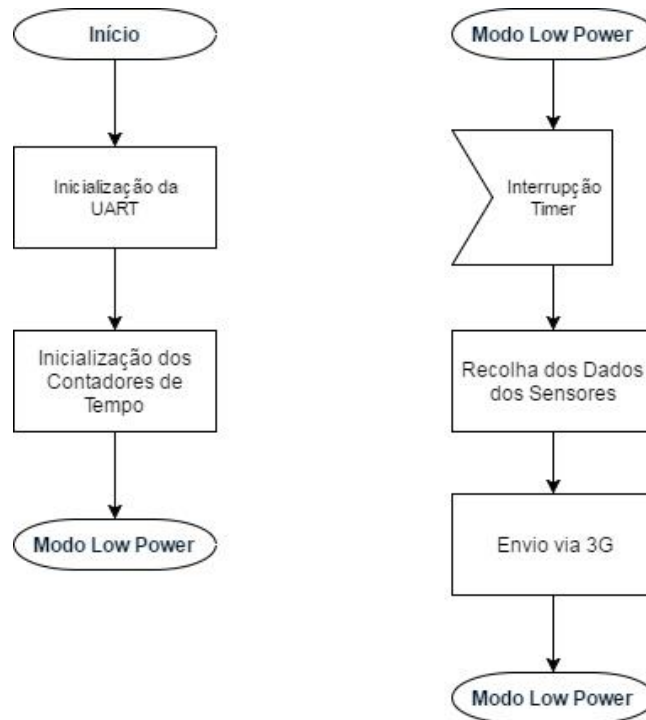 Início
Inicialização da
UART
Inicialização dos
Contadores de
Tempo
Modo Low Power
Modo Low Power
Interrupção
Timer
Recolha dos Dados
dos Sensores
Envio via 3G
Modo Low Power